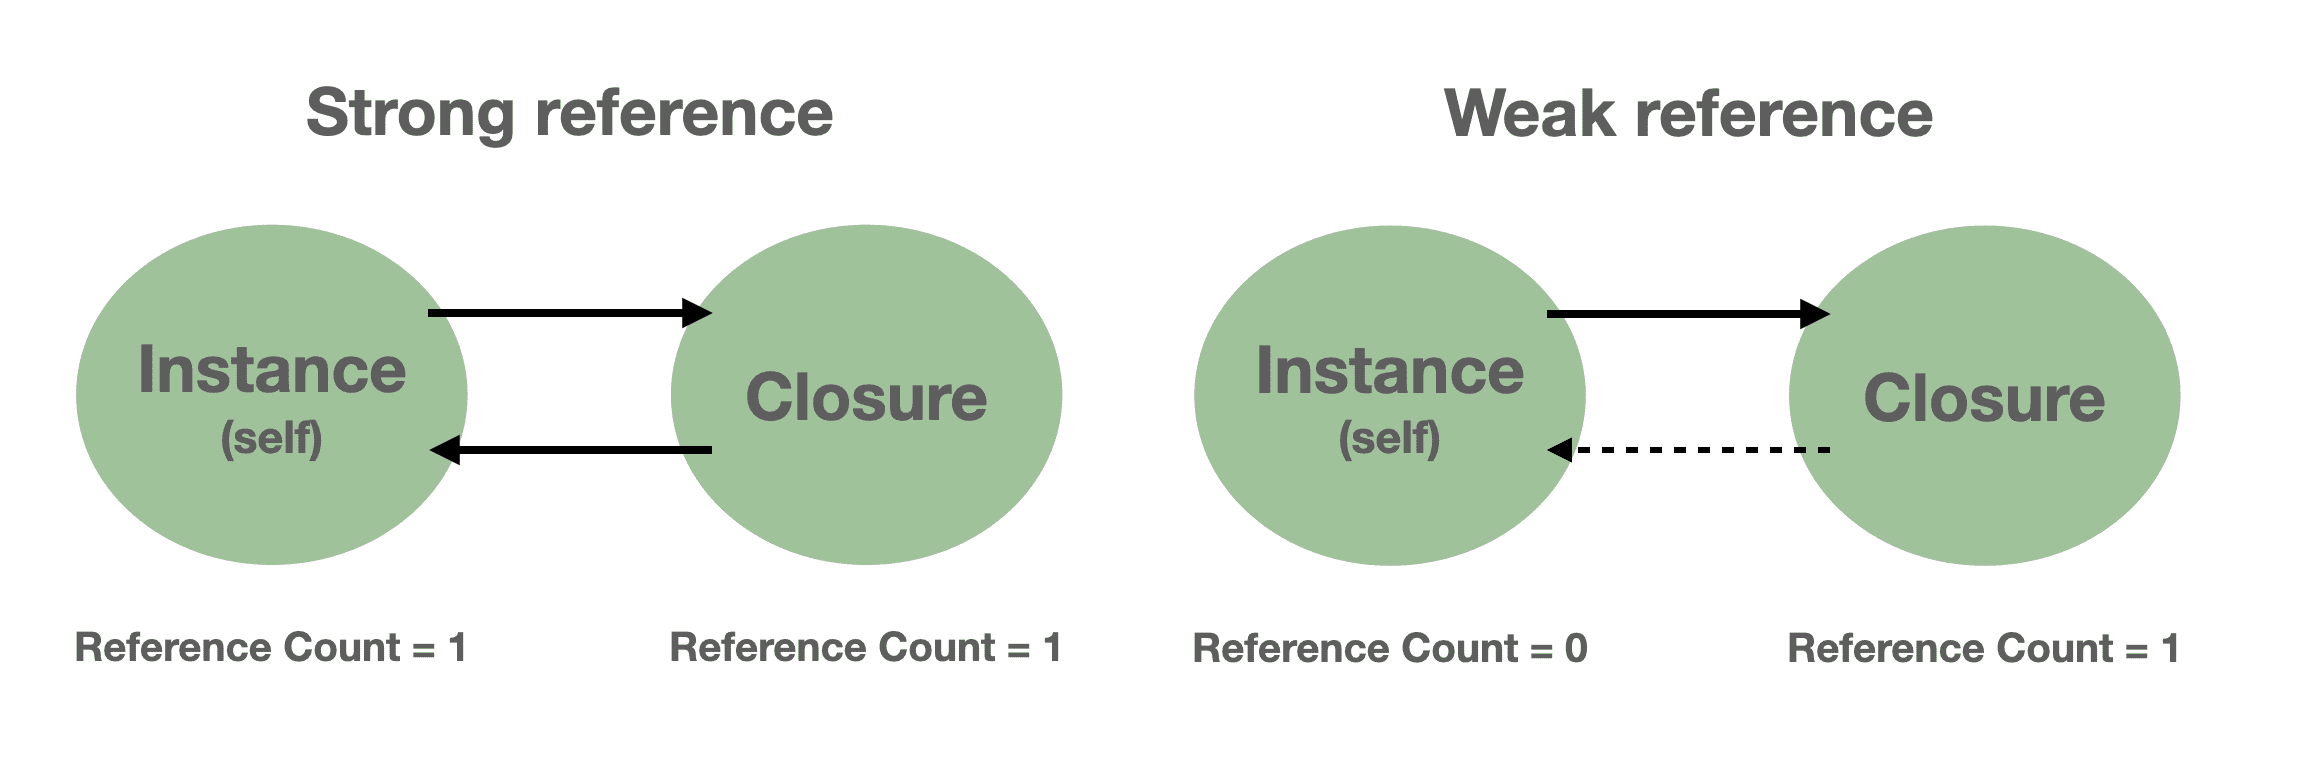 Strong reference
Instance
(self)
Closure
Reference Count = 1
Reference Count = 1
Weak reference
Instance
(self)
Closure
Reference Count = 0
Reference Count = 1